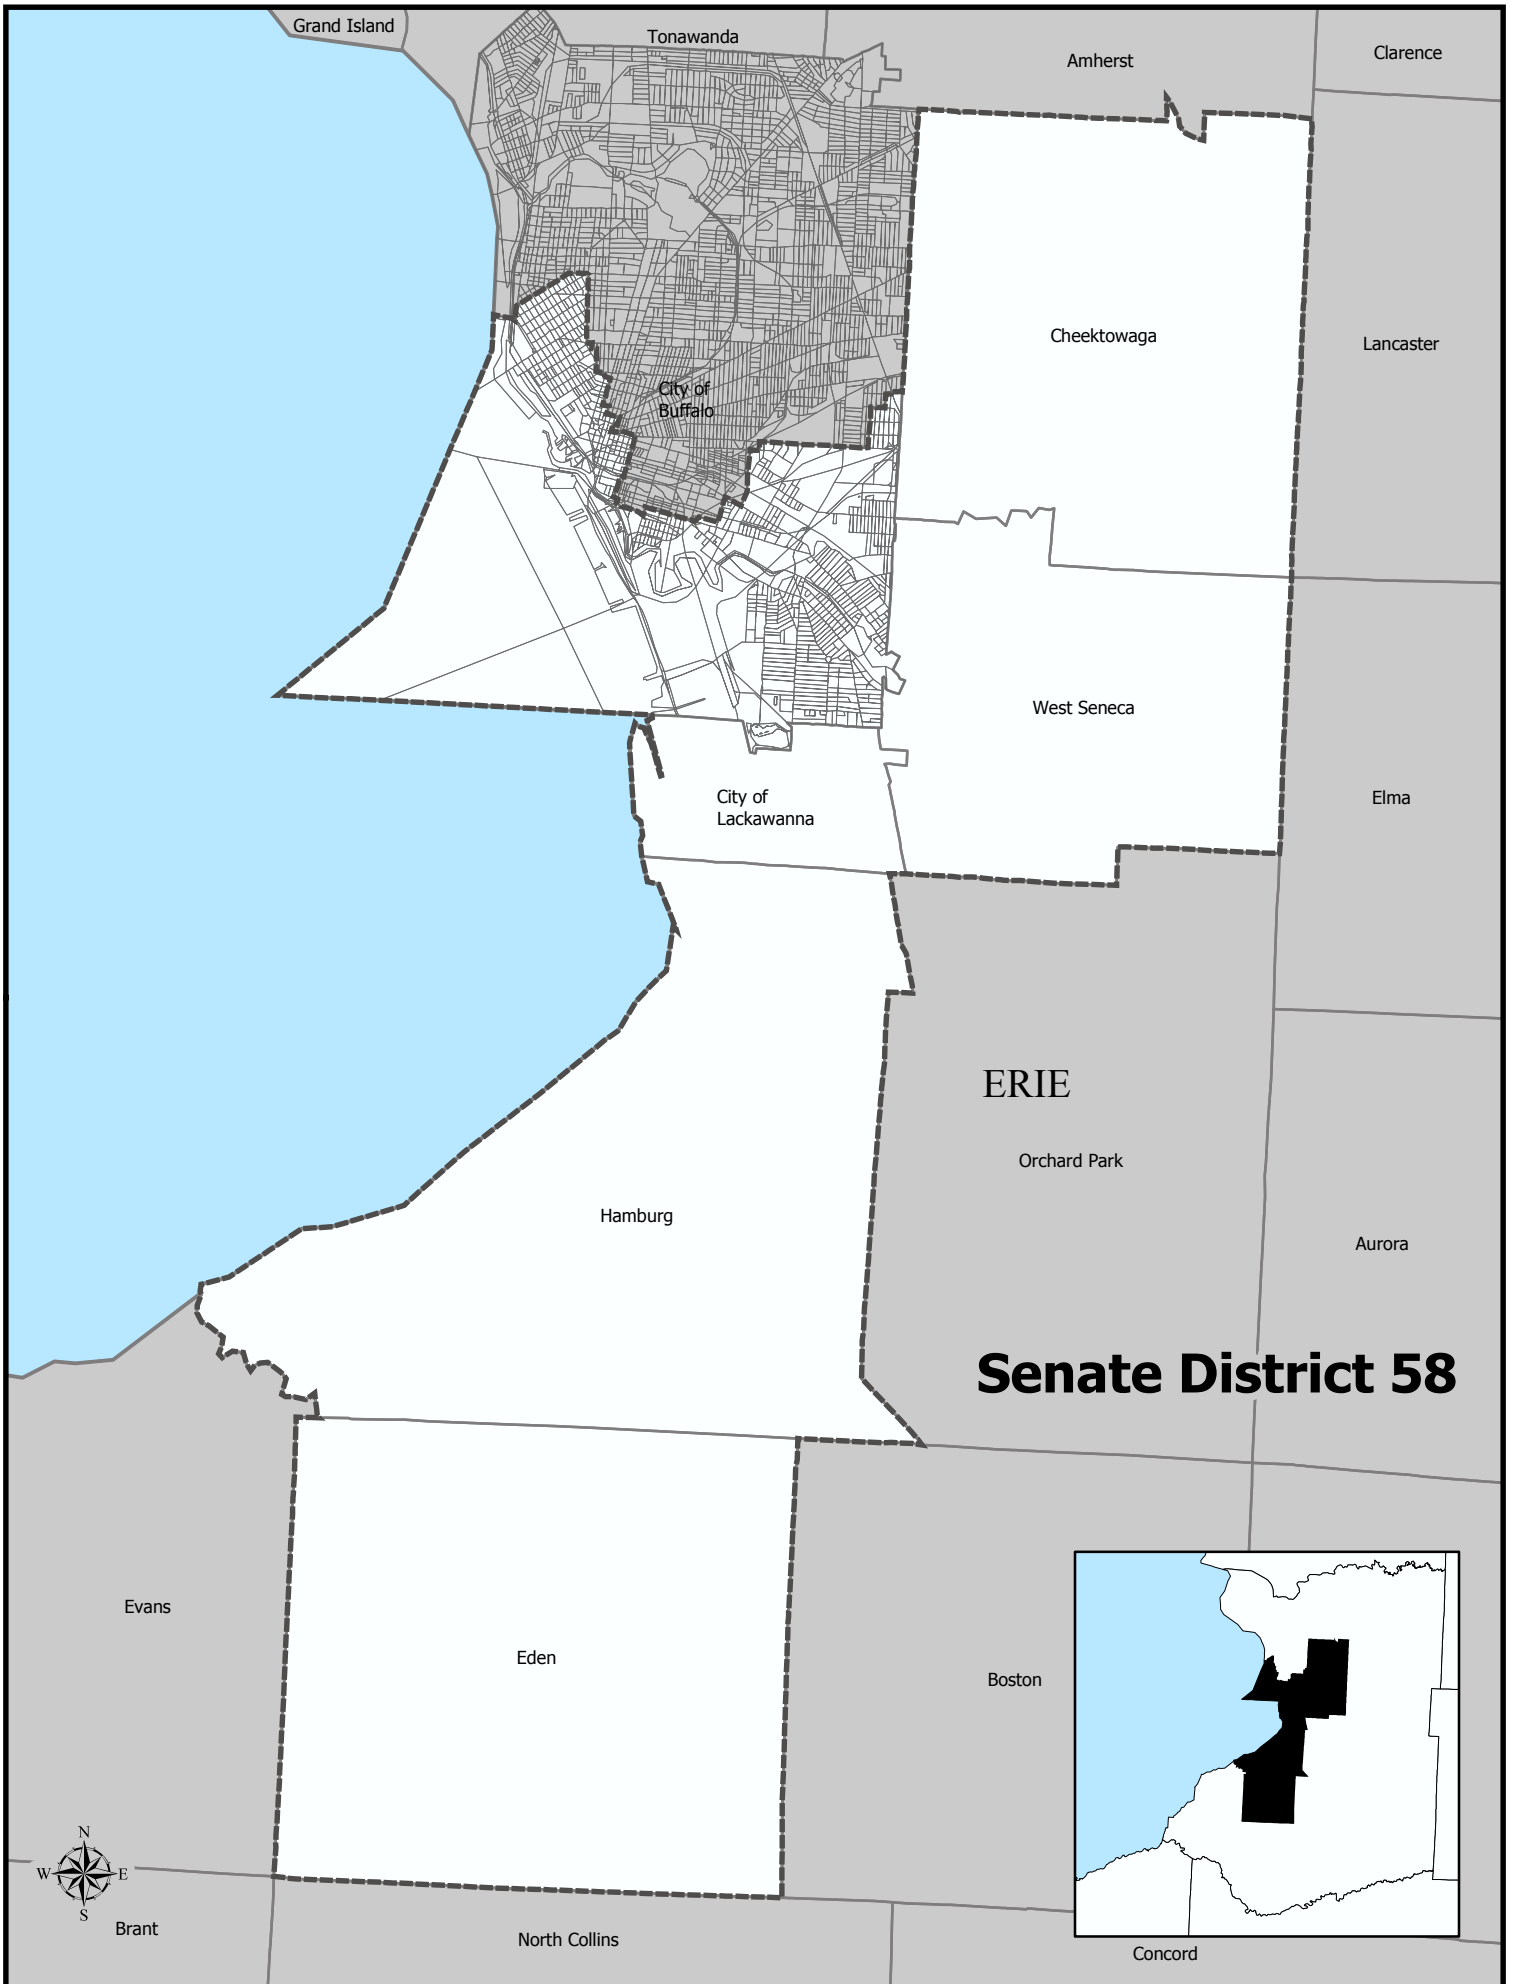 Grand Island
Tonawanda
Amherst
Clarence
Cheektowaga
Lancaster
City of
Buffalo
West Seneca
City of
Lackawanna
Elma
ERIE
Orchard Park
Hamburg
Aurora
Senate District 58
Evans
Eden
Boston
N
W
E
S
Brant
North Collins
Concord